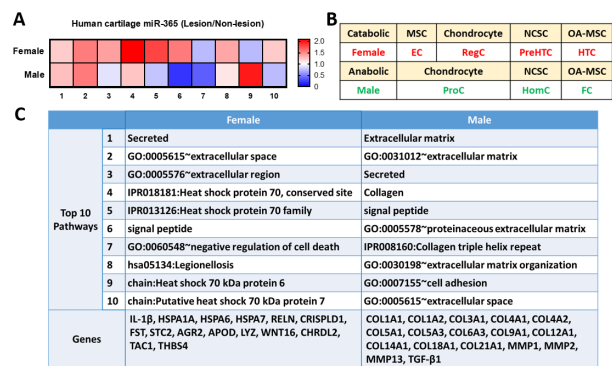 A
Human cartilage miR-365 (Lesion/Non-lesion)
Female
Male
1 2 3 4 5 6 7 8 9 10
2.0
1.5
1.0
0.5
0
B
Catabolic MSC Chondrocyte NCSC OA-MSC
Female EC RegC PreHTC HTC
Anabolic Chondrocyte NCSC OA-MSC
Male ProC HomC FC
C
Female Male
Top 10 Pathways
1 Secreted Extracellular matrix
2 GO:0005615~extracellular space GO:0031012~extracellular matrix
3 GO:0005576~extracellular region Secreted
4 IPR018181:Heat shock protein 70, conserved site Collagen
5 IPR013126:Heat shock protein 70 family signal peptide
6 signal peptide GO:0005578~proteinaceous extracellular matrix
7 GO:0060548~negative regulation of cell death IPR008160:Collagen triple helix repeat
8 hsa05134:Legionellosis GO:0030198~extracellular matrix organization
9 chain:Heat shock 70 kDa protein 6 GO:0007155~cell adhesion
10 chain:Putative heat shock 70 kDa protein 7 GO:0005615~extracellular space
Genes
IL-1β, HSPA1A, HSPA6, HSPA7, RELN, CRISPLD1,
FST, STC2, AGR2, APOD, LYZ, WNT16, CHRDL2,
TAC1, THBS4
COL1A1, COL1A2, COL3A1, COL4A1, COL4A2,
COL5A1, COL5A3, COL6A3, COL9A1, COL12A1,
COL14A1, COL18A1, COL21A1, MMP1, MMP2,
MMP13, TGF-β1